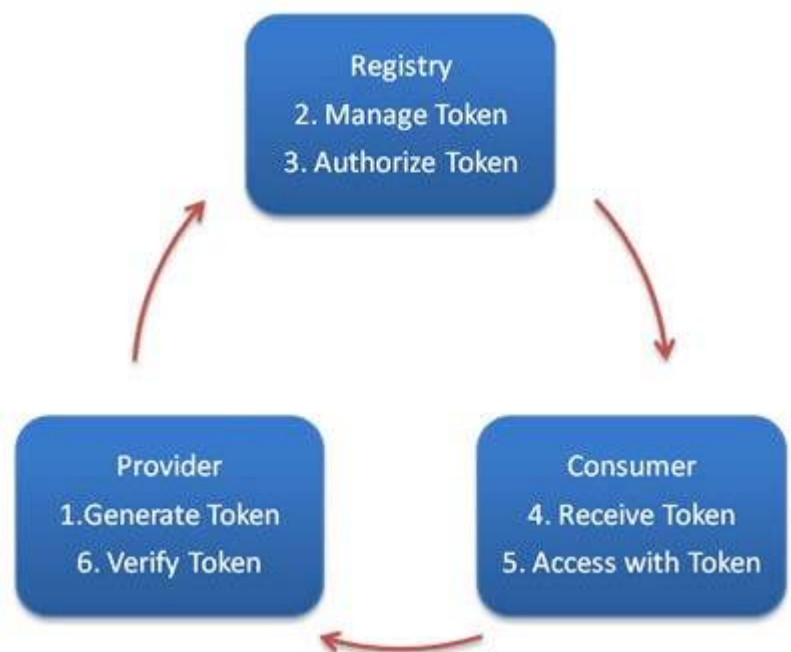 Registry
2. Manage Token
3. Authorize Token
Provider
1.Generate Token
6. Verify Token
Consumer
4. Receive Token
5. Access with Token